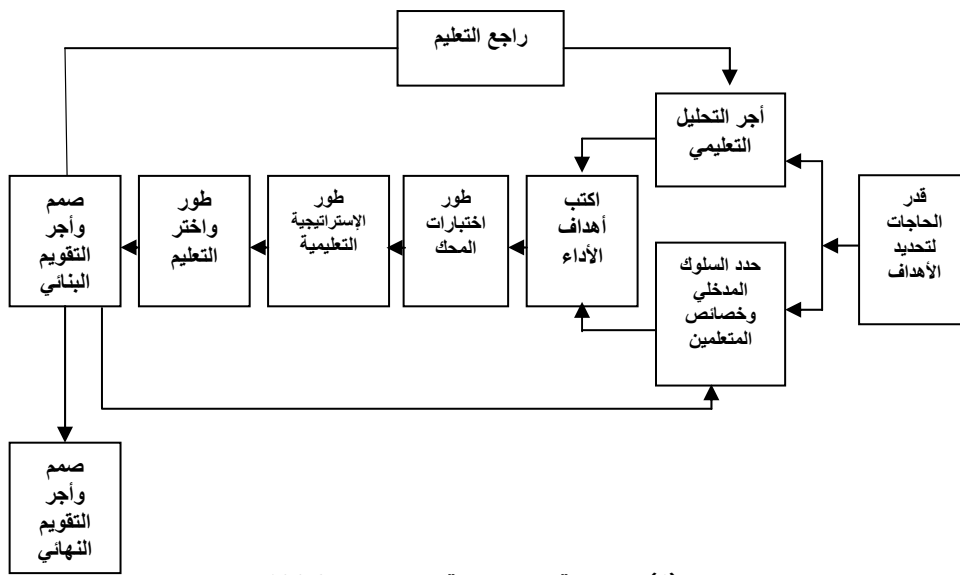 راجع التعليم
أجر التحليل
التعليمي
قدر
الحاجات
لتحديد
الأهداف
حدد السلوك
المدخلي
وخصائص
المتعلمين
اكتب
أهداف
الأداء
طور
اختبارات
المحك
طور
الإستراتيجية
التعليمية
طور
واختر
التعليم
صمم
وأجر
التقويم
البنائي
صمم
وأجر
التقويم
النهائي